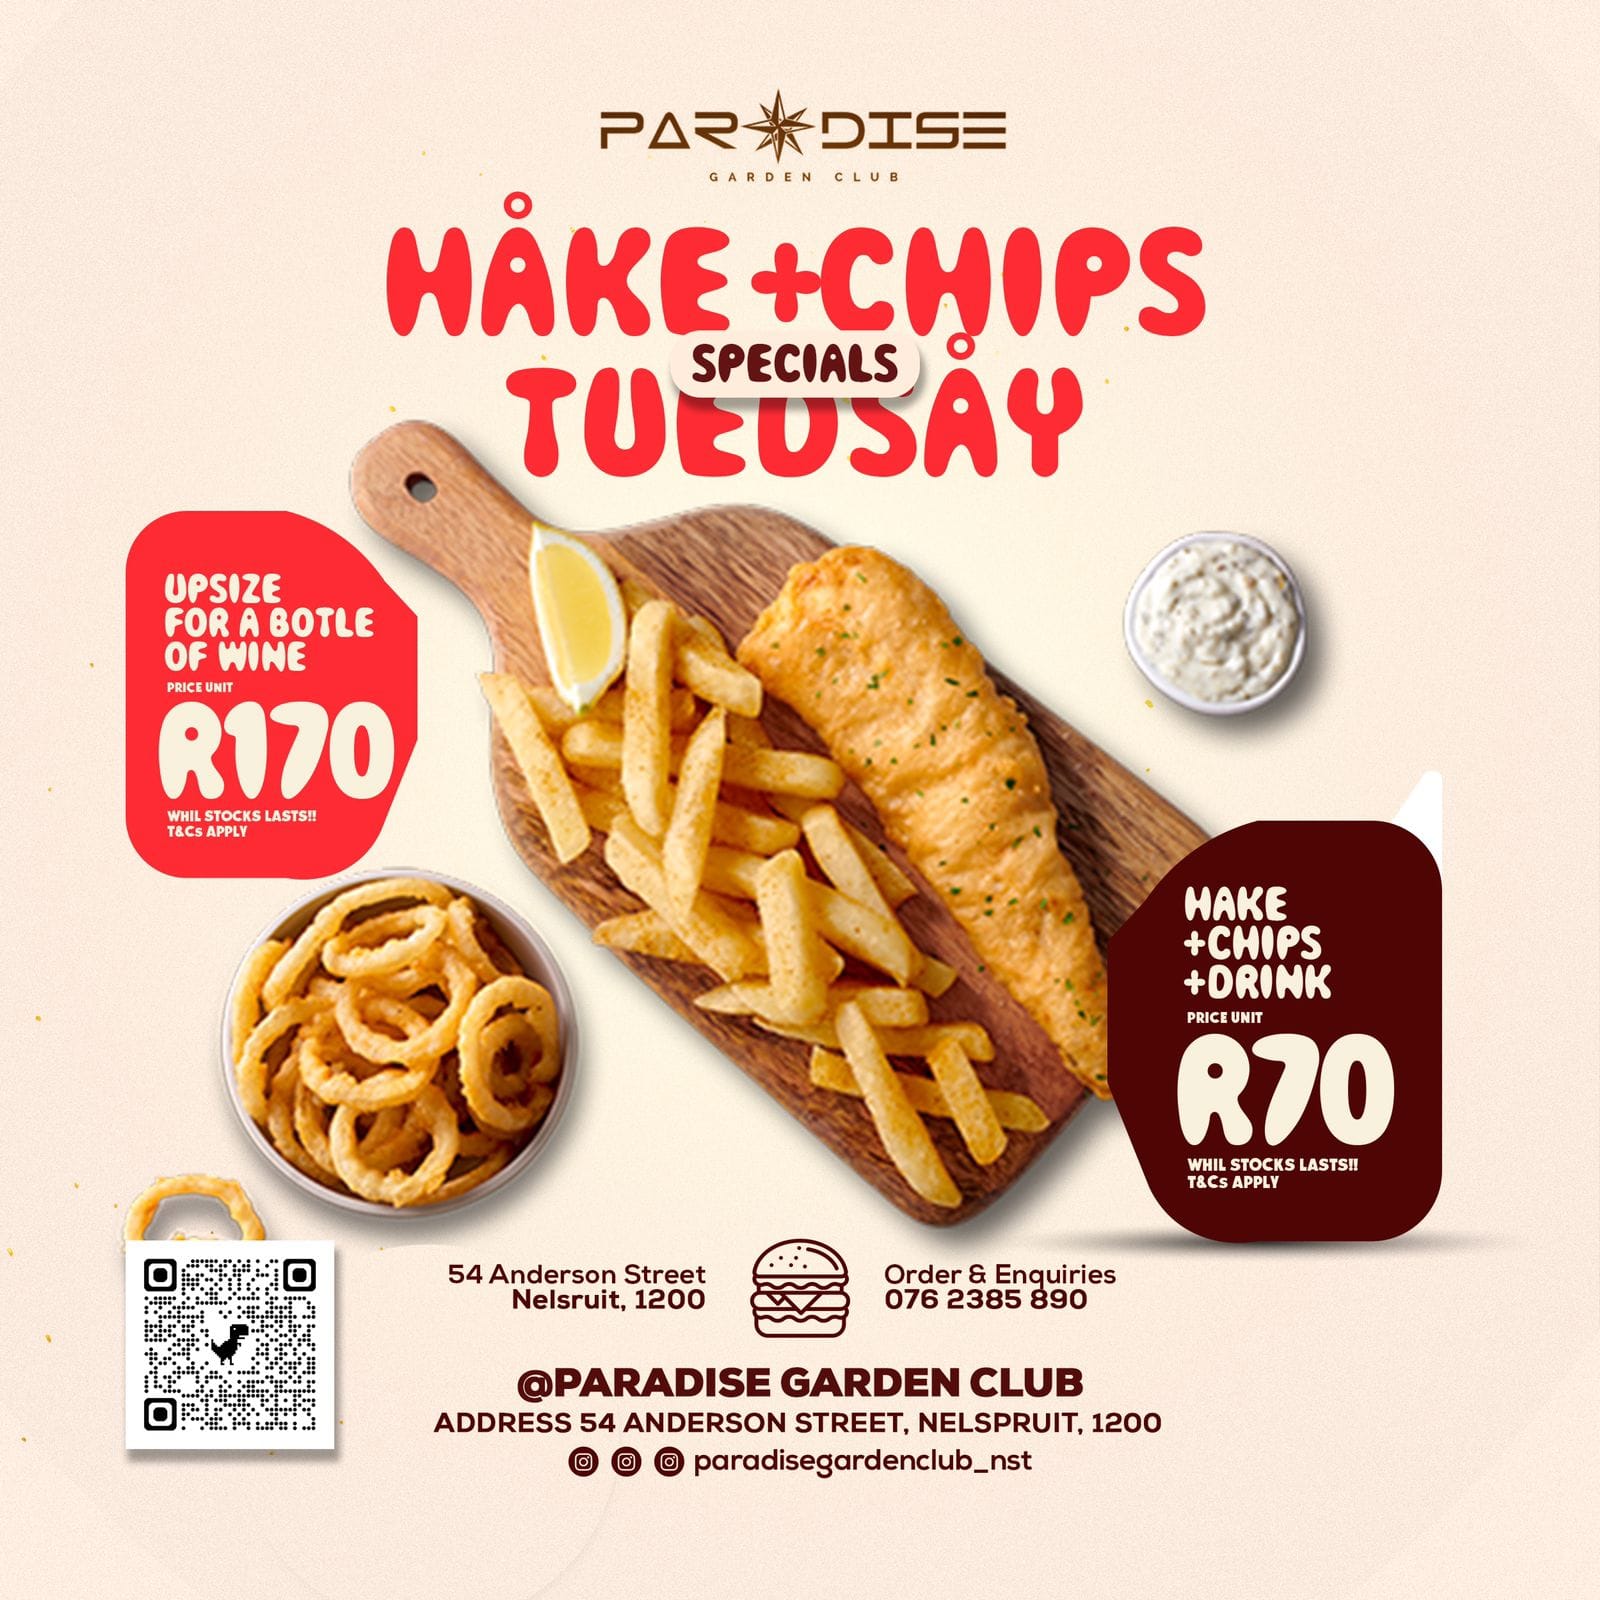 PARADISE
GARDEN CLUB
HÅKE +CHIPS
SPECIALS
TUEDSÅY
UPSIZE
FOR A BOTLE
OF WINE
PRICE UNIT
R170
WHIL STOCKS LASTS!!
T&Cs APPLY
HAKE
+CHIPS
+DRINK
PRICE UNIT
R70
WHIL STOCKS LASTS!!
T&Cs APPLY
54 Anderson Street
Nelsruit, 1200
Order & Enquiries
076 2385 890
@PARADISE GARDEN CLUB
ADDRESS 54 ANDERSON STREET, NELSPRUIT, 1200
paradisegardenclub_nst